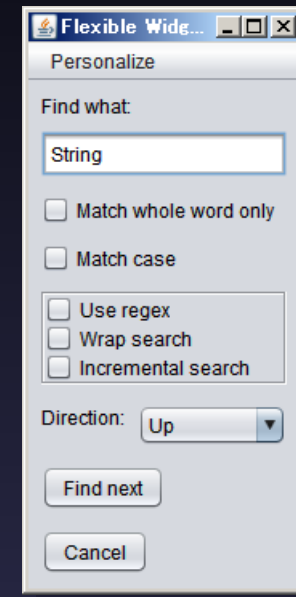 Flexible Widg...
Personalize
Find what:
String
Match whole word only
Match case
Use regex
Wrap search
Incremental search
Direction: Up
Find next
Cancel